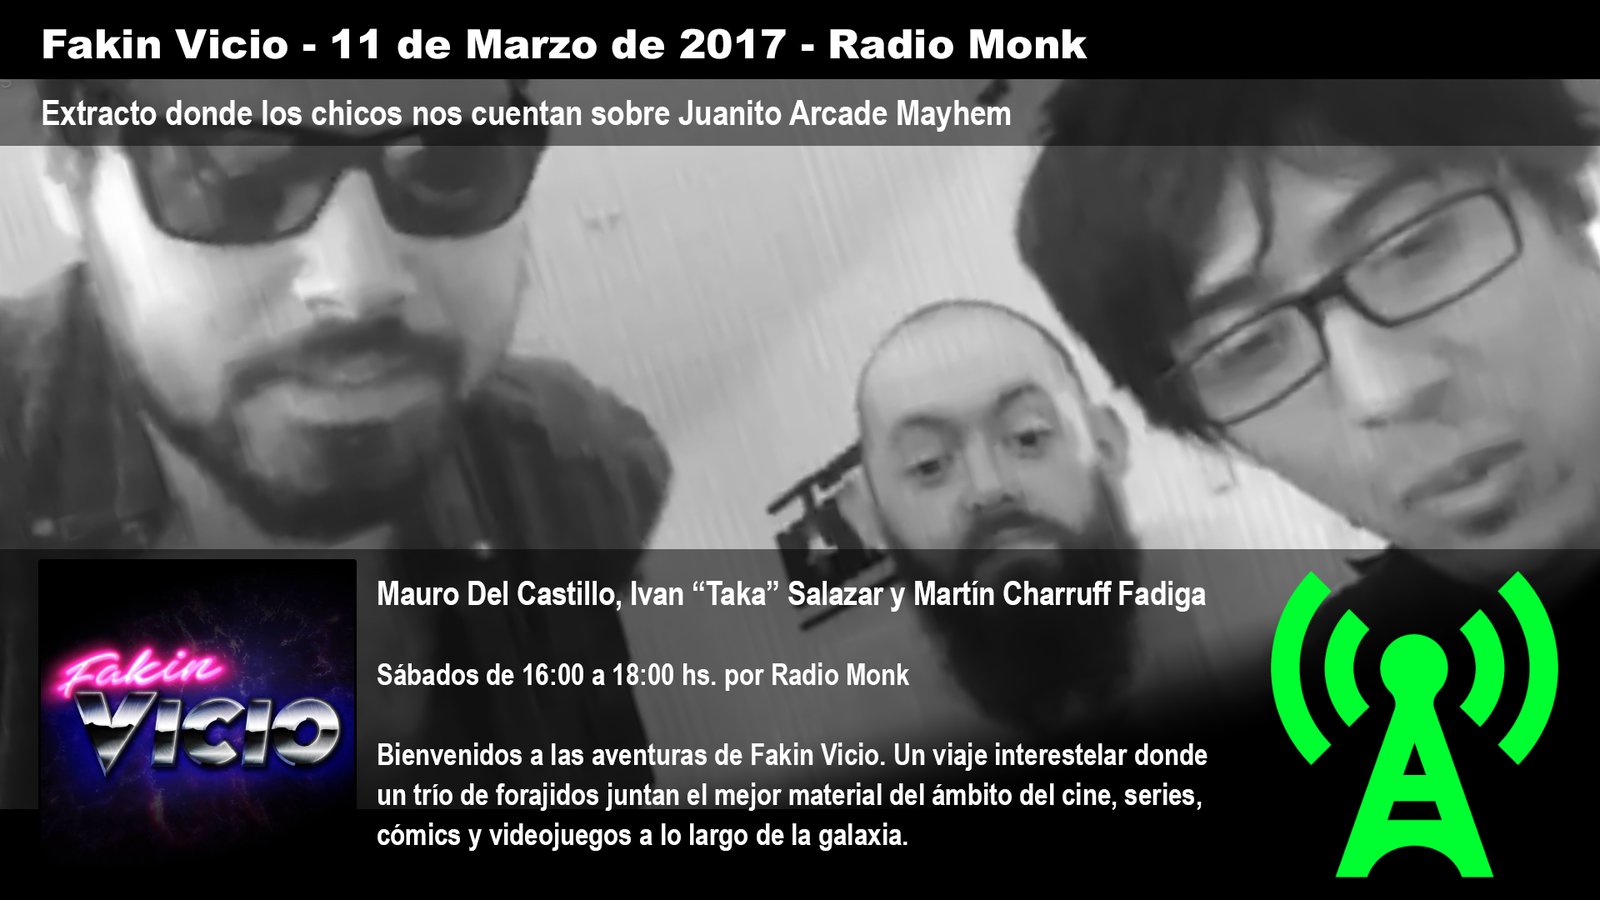 Fakin Vicio - 11 de Marzo de 2017 - Radio Monk
Extracto donde los chicos nos cuentan sobre Juanito Arcade Mayhem
Mauro Del Castillo, Ivan “Taka” Salazar y Martín Charruff Fadiga
Sábados de 16:00 a 18:00 hs. por Radio Monk
Fakin
Vicio
Bienvenidos a las aventuras de Fakin Vicio. Un viaje interestelar donde
un trío de forajidos juntan el mejor material del ámbito del cine, series,
cómics y videojuegos a lo largo de la galaxia.